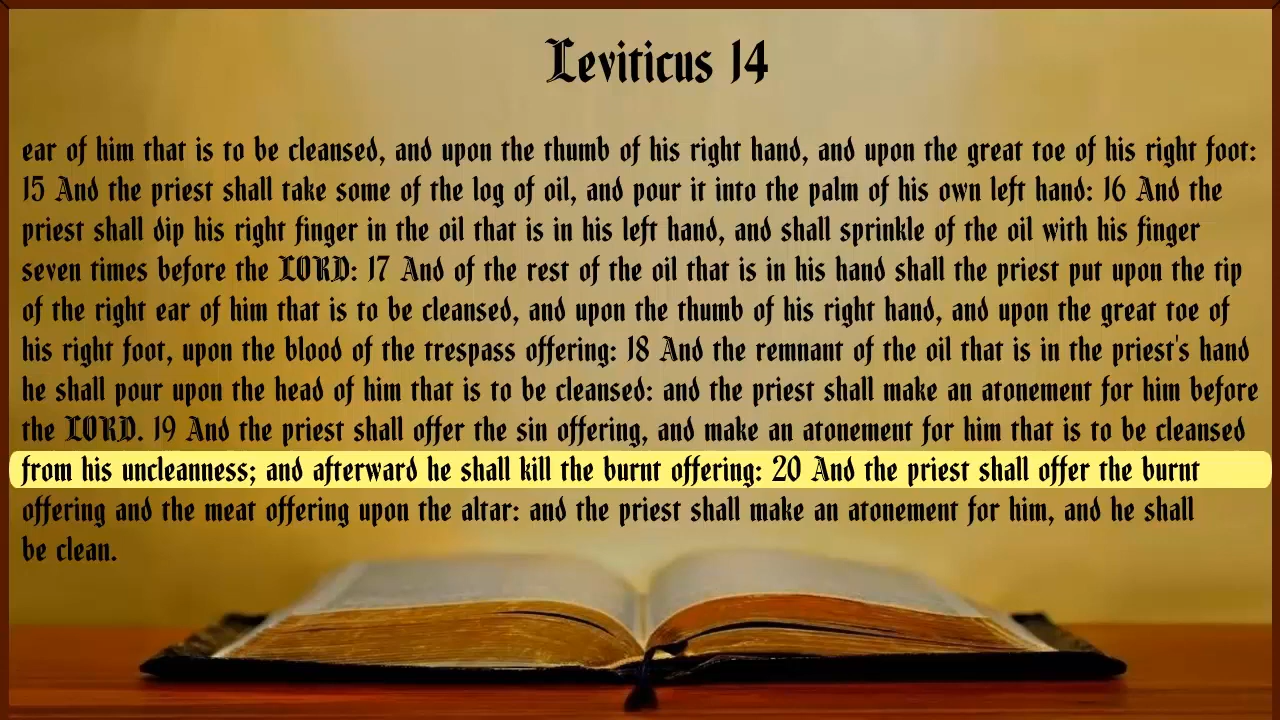 Leviticus 14
ear of him that is to be cleansed, and upon the thumb of his right hand, and upon the great toe of his right foot:
15 And the priest shall take some of the log of oil, and pour it into the palm of his own left hand: 16 And the
priest shall dip his right finger in the oil that is in his left hand, and shall sprinkle of the oil with his finger
seven times before the LORD: 17 And of the rest of the oil that is in his hand shall the priest put upon the tip
of the right ear of him that is to be cleansed, and upon the thumb of his right hand, and upon the great toe of
his right foot, upon the blood of the trespass offering: 18 And the remnant of the oil that is in the priest's hand
he shall pour upon the head of him that is to be cleansed: and the priest shall make an atonement for him before
the LORD. 19 And the priest shall offer the sin offering, and make an atonement for him that is to be cleansed
from his uncleanness; and afterward he shall kill the burnt offering: 20 And the priest shall offer the burnt
offering and the meat offering upon the altar: and the priest shall make an atonement for him, and he shall
be clean.